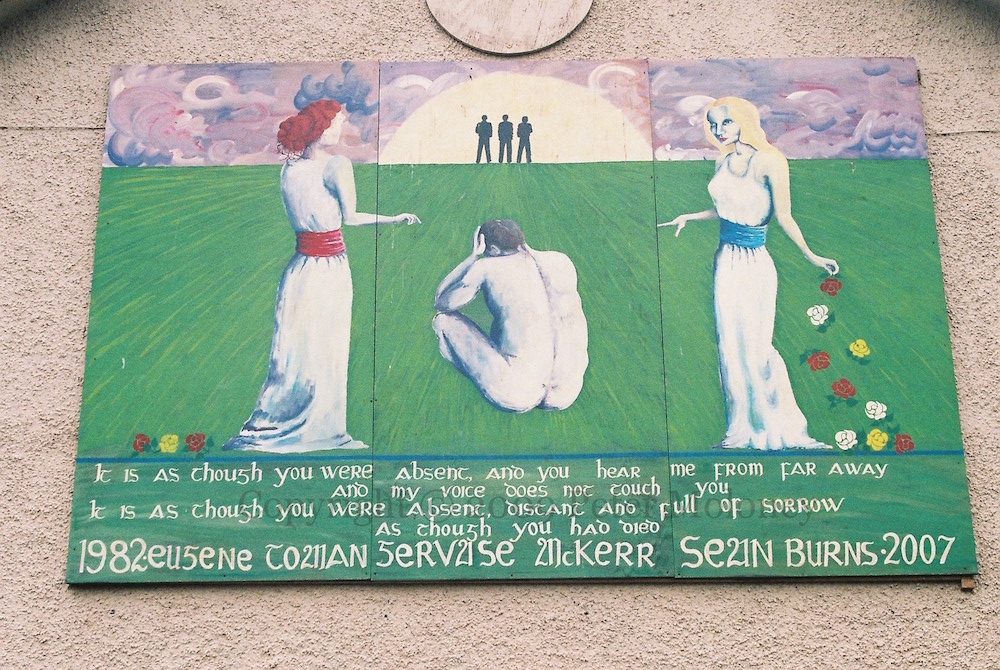 It is as though you were absent, and you hear me from far away
and my voice does not touch you
It is as though you were absent, distant and full of sorrow
as though you had died
1982 Eugene Toman Gervase McKerr Sean Burns · 2007